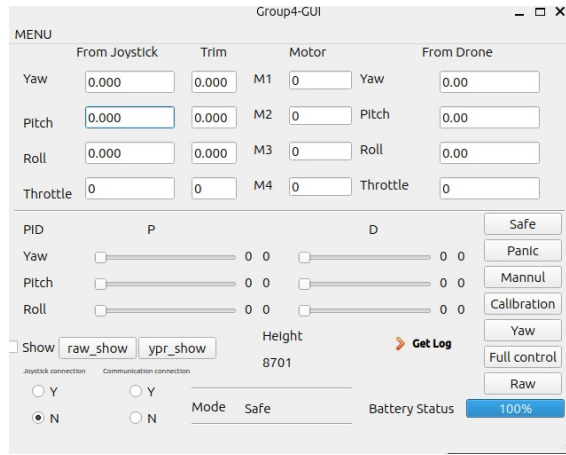 Group4-GUI
MENU
From Joystick Trim Motor From Drone
Yaw 0.000 0.000 M1 0 Yaw 0.00
PItch 0.000 0.000 M2 0 PItch 0.00
Roll 0.000 0.000 M3 0 Roll 0.00
Throttle 0 0 M4 0 Throttle 0
PID P D Safe
Yaw 0 0 0 0 Panic
PItch 0 0 0 0 Mannul
Roll 0 0 0 0 Calibration
Yaw
Show raw_show ypr_show Height Get Log
8701 Full control
Joystick connection Communication connection
Raw
Y Y
N N Mode Safe Battery Status 100%